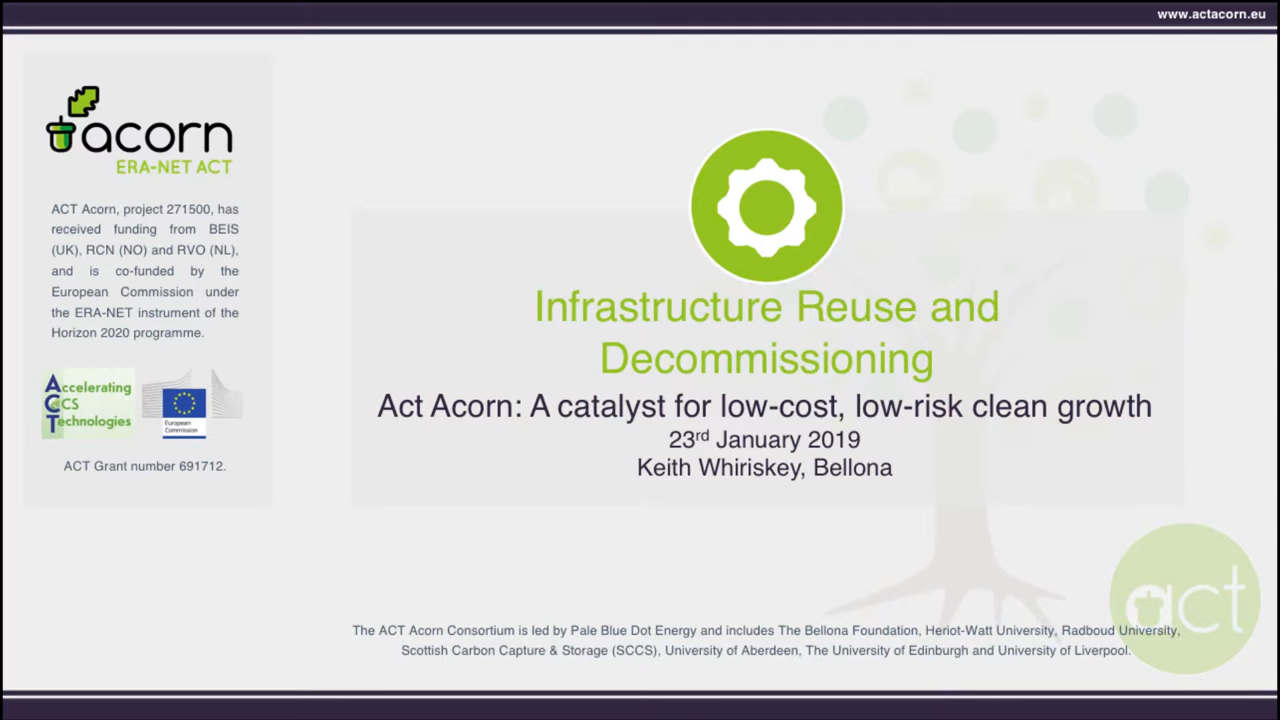 www.actacorn.eu
acorn
ERA-NET ACT
ACT Acorn, project 271500, has
received funding from BEIS
(UK), RCN (NO) and RVO (NL),
and is co-funded by the
European Commission under
the ERA-NET instrument of the
Horizon 2020 programme.
Accelerating
CCS
Technologies
European
Commission
ACT Grant number 691712.
Infrastructure Reuse and
Decommissioning
Act Acorn: A catalyst for low-cost, low-risk clean growth
23rd January 2019
Keith Whiriskey, Bellona
act
The ACT Acorn Consortium is led by Pale Blue Dot Energy and includes The Bellona Foundation, Heriot-Watt University, Radboud University,
Scottish Carbon Capture & Storage (SCCS), University of Aberdeen, The University of Edinburgh and University of Liverpool.